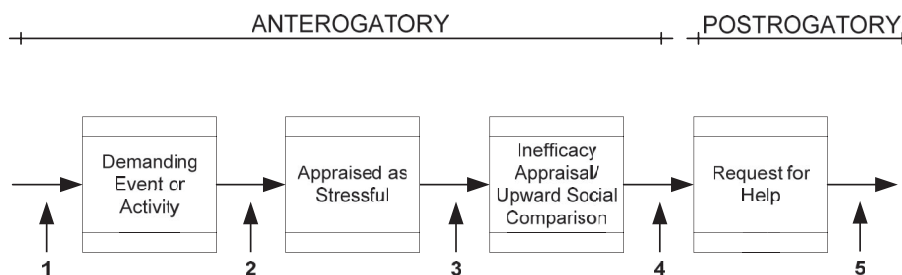 ANTEROGATORY
POSTROGATORY
Demanding
Event or
Activity
Appraised as
Stressful
Inefficacy
Appraisal/
Upward Social
Comparison
Request for
Help
1
2
3
4
5